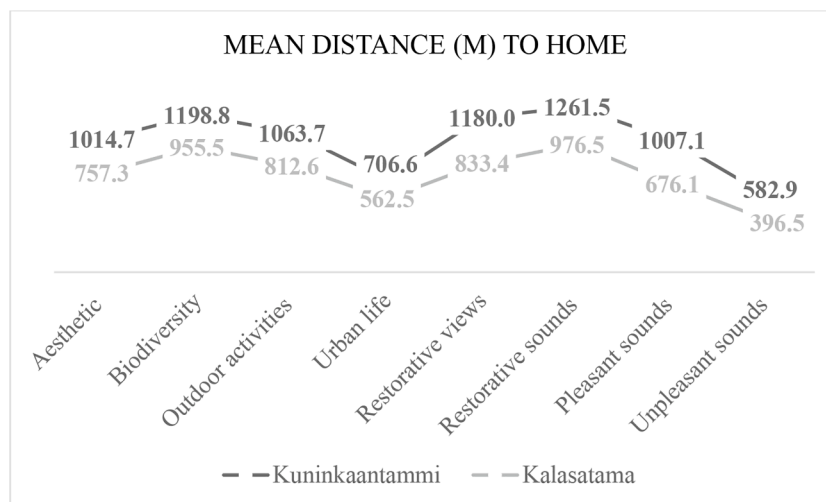 MEAN DISTANCE (M) TO HOME
1014.7 1198.8 1063.7 706.6 1180.0 1261.5 1007.1 582.9
757.3 955.5 812.6 562.5 833.4 976.5 676.1 396.5
Aesthetic
Biodiversity
Outdoor activities
Urban life
Restorative views
Restorative sounds
Pleasant sounds
Unpleasant sounds
Kuninkaantammi Kalasatama